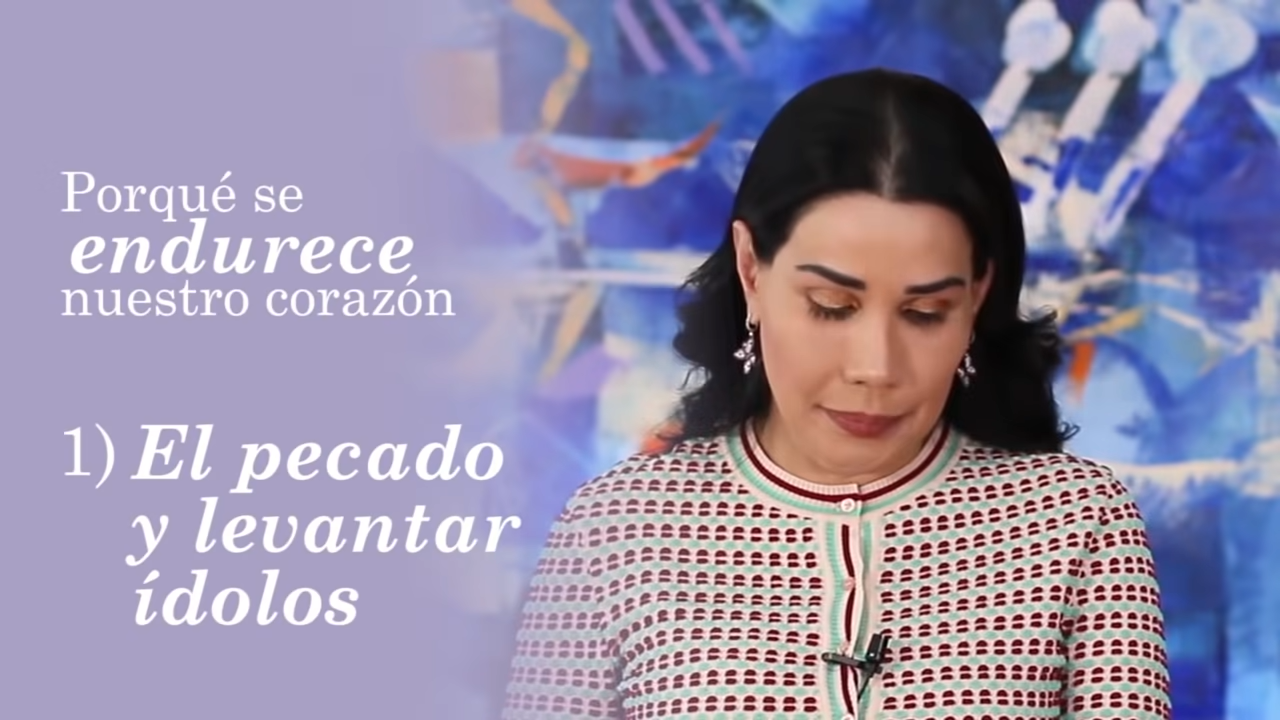 Porqué se
endurece
nuestro corazón
1) El pecado
y levantar
ídolos